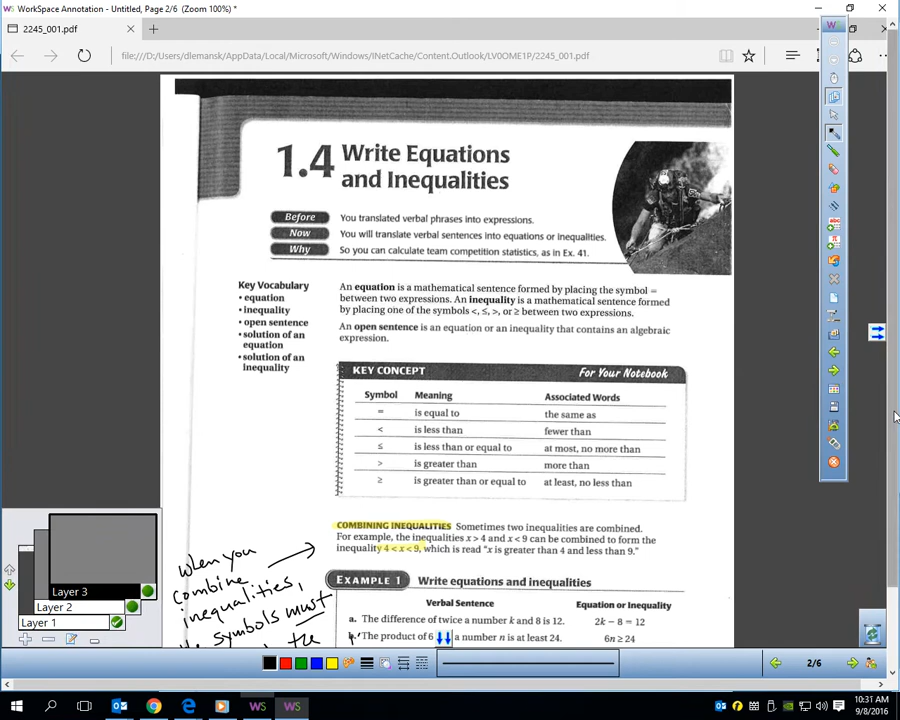 WorkSpace Annotation - Untitled, Page 2/6 (Zoom 100%) *
2245_001.pdf
file:///D:/Users/dlemansk/AppData/Local/Microsoft/Windows/INetCache/Content.Outlook/LV0OME1P/2245_001.pdf
1.4 Write Equations
and Inequalities
Before You translated verbal phrases into expressions.
Now You will translate verbal sentences into equations or inequalities.
Why So you can calculate team competition statistics, as in Ex. 41.
Key Vocabulary
• equation
• inequality
• open sentence
• solution of an
equation
• solution of an
inequality
An equation is a mathematical sentence formed by placing the symbol =
between two expressions. An inequality is a mathematical sentence formed
by placing one of the symbols <, ≤, >, or ≥ between two expressions.
An open sentence is an equation or an inequality that contains an algebraic
expression.
KEY CONCEPT For Your Notebook
Symbol Meaning Associated Words
= is equal to the same as
< is less than fewer than
≤ is less than or equal to at most, no more than
> is greater than more than
≥ is greater than or equal to at least, no less than
COMBINING INEQUALITIES Sometimes two inequalities are combined.
For example, the inequalities x > 4 and x < 9 can be combined to form the
inequality 4 < x < 9, which is read "x is greater than 4 and less than 9."
when you
combine
inequalities,
symbols must
EXAMPLE 1 Write equations and inequalities
Verbal Sentence Equation or Inequality
a. The difference of twice a number k and 8 is 12. 2k − 8 = 12
b. The product of 6 a number n is at least 24. 6n ≥ 24
Layer 3
Layer 2
Layer 1
2/6
10:31 AM
9/8/2016